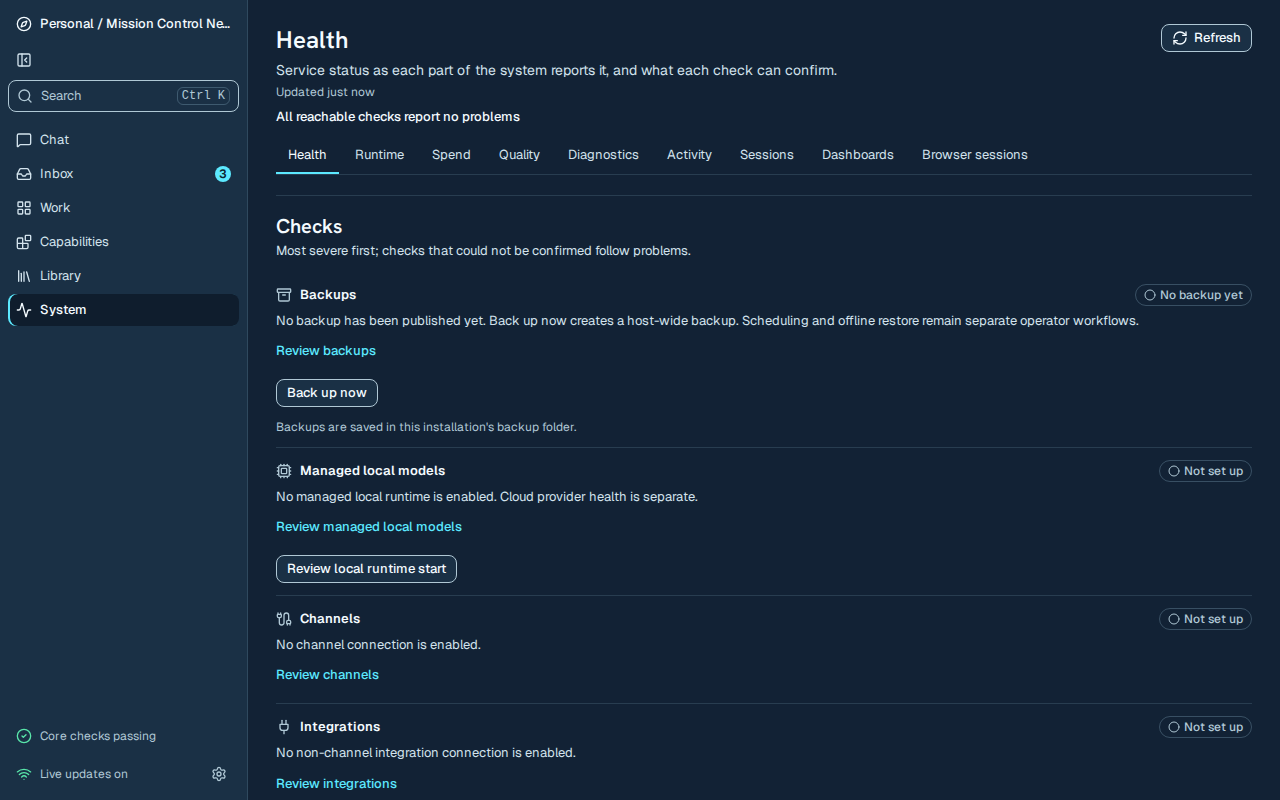 Personal / Mission Control Ne…
Search
Ctrl K
Chat
Inbox
3
Work
Capabilities
Library
System
Core checks passing
Live updates on
Health
Refresh
Service status as each part of the system reports it, and what each check can confirm.
Updated just now
All reachable checks report no problems
Health
Runtime
Spend
Quality
Diagnostics
Activity
Sessions
Dashboards
Browser sessions
Checks
Most severe first; checks that could not be confirmed follow problems.
Backups
No backup yet
No backup has been published yet. Back up now creates a host-wide backup. Scheduling and offline restore remain separate operator workflows.
Review backups
Back up now
Backups are saved in this installation's backup folder.
Managed local models
Not set up
No managed local runtime is enabled. Cloud provider health is separate.
Review managed local models
Review local runtime start
Channels
Not set up
No channel connection is enabled.
Review channels
Integrations
Not set up
No non-channel integration connection is enabled.
Review integrations